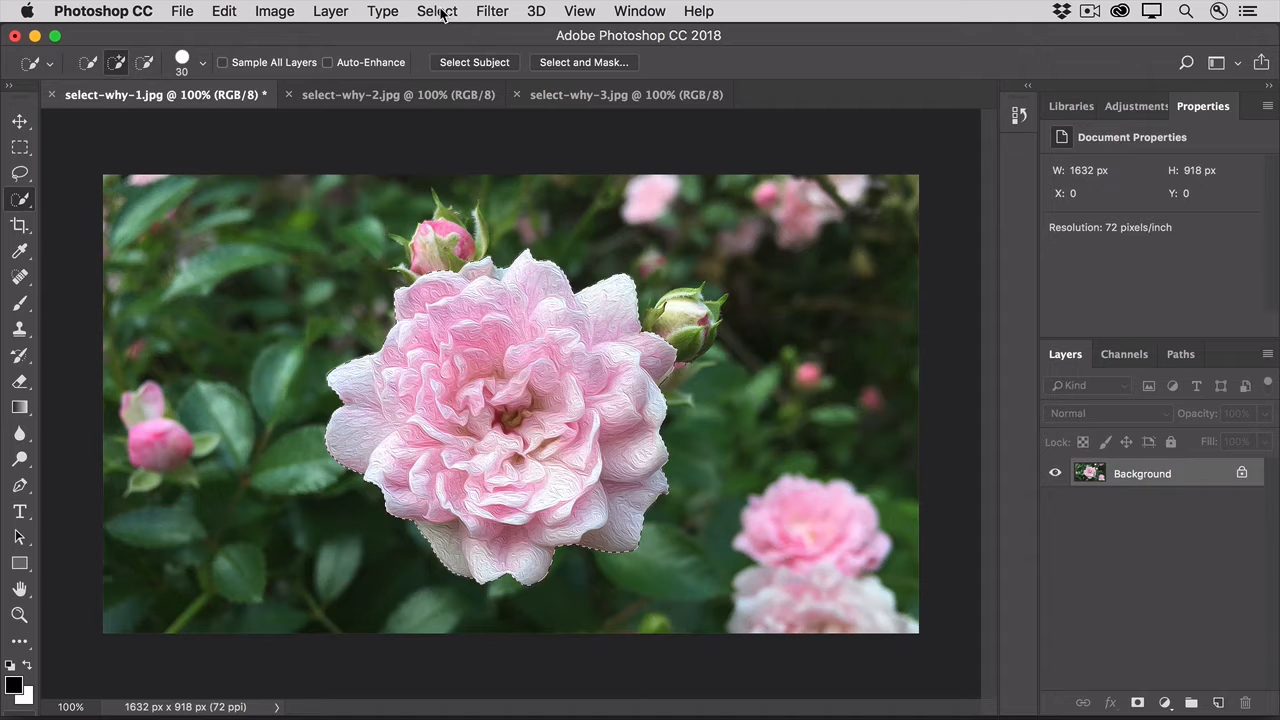 Photoshop CC File Edit Image Layer Type Select Filter 3D View Window Help
Adobe Photoshop CC 2018
30 Sample All Layers Auto-Enhance Select Subject Select and Mask...
select-why-1.jpg @ 100% (RGB/8) * select-why-2.jpg @ 100% (RGB/8) select-why-3.jpg @ 100% (RGB/8)
Libraries Adjustments Properties
Document Properties
W: 1632 px H: 918 px
X: 0 Y: 0
Resolution: 72 pixels/inch
Layers Channels Paths
Kind
Normal Opacity: 100%
Lock: Fill: 100%
Background
100% 1632 px x 918 px (72 ppi)